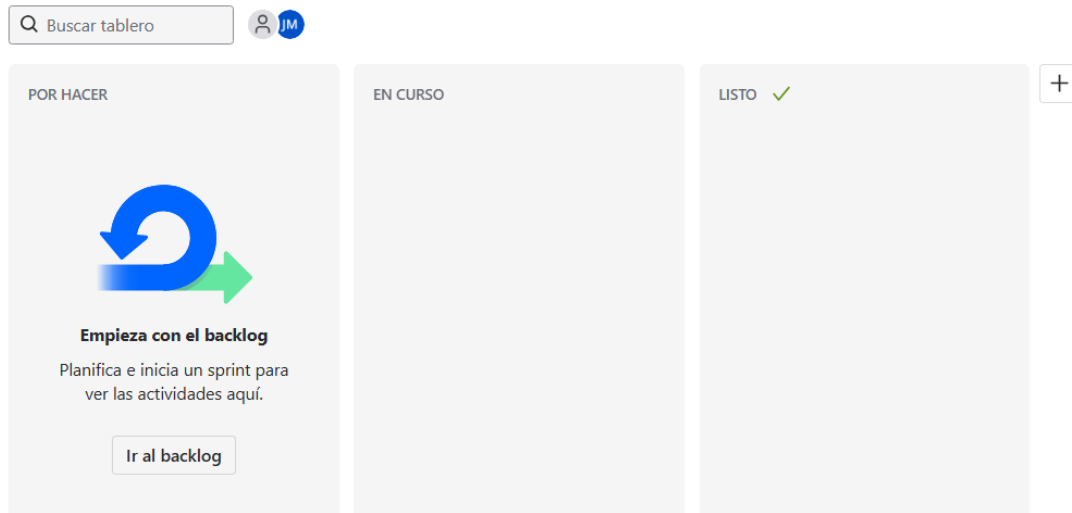 Buscar tablero
JM
POR HACER
EN CURSO
LISTO
Empieza con el backlog
Planifica e inicia un sprint para
ver las actividades aquí.
Ir al backlog